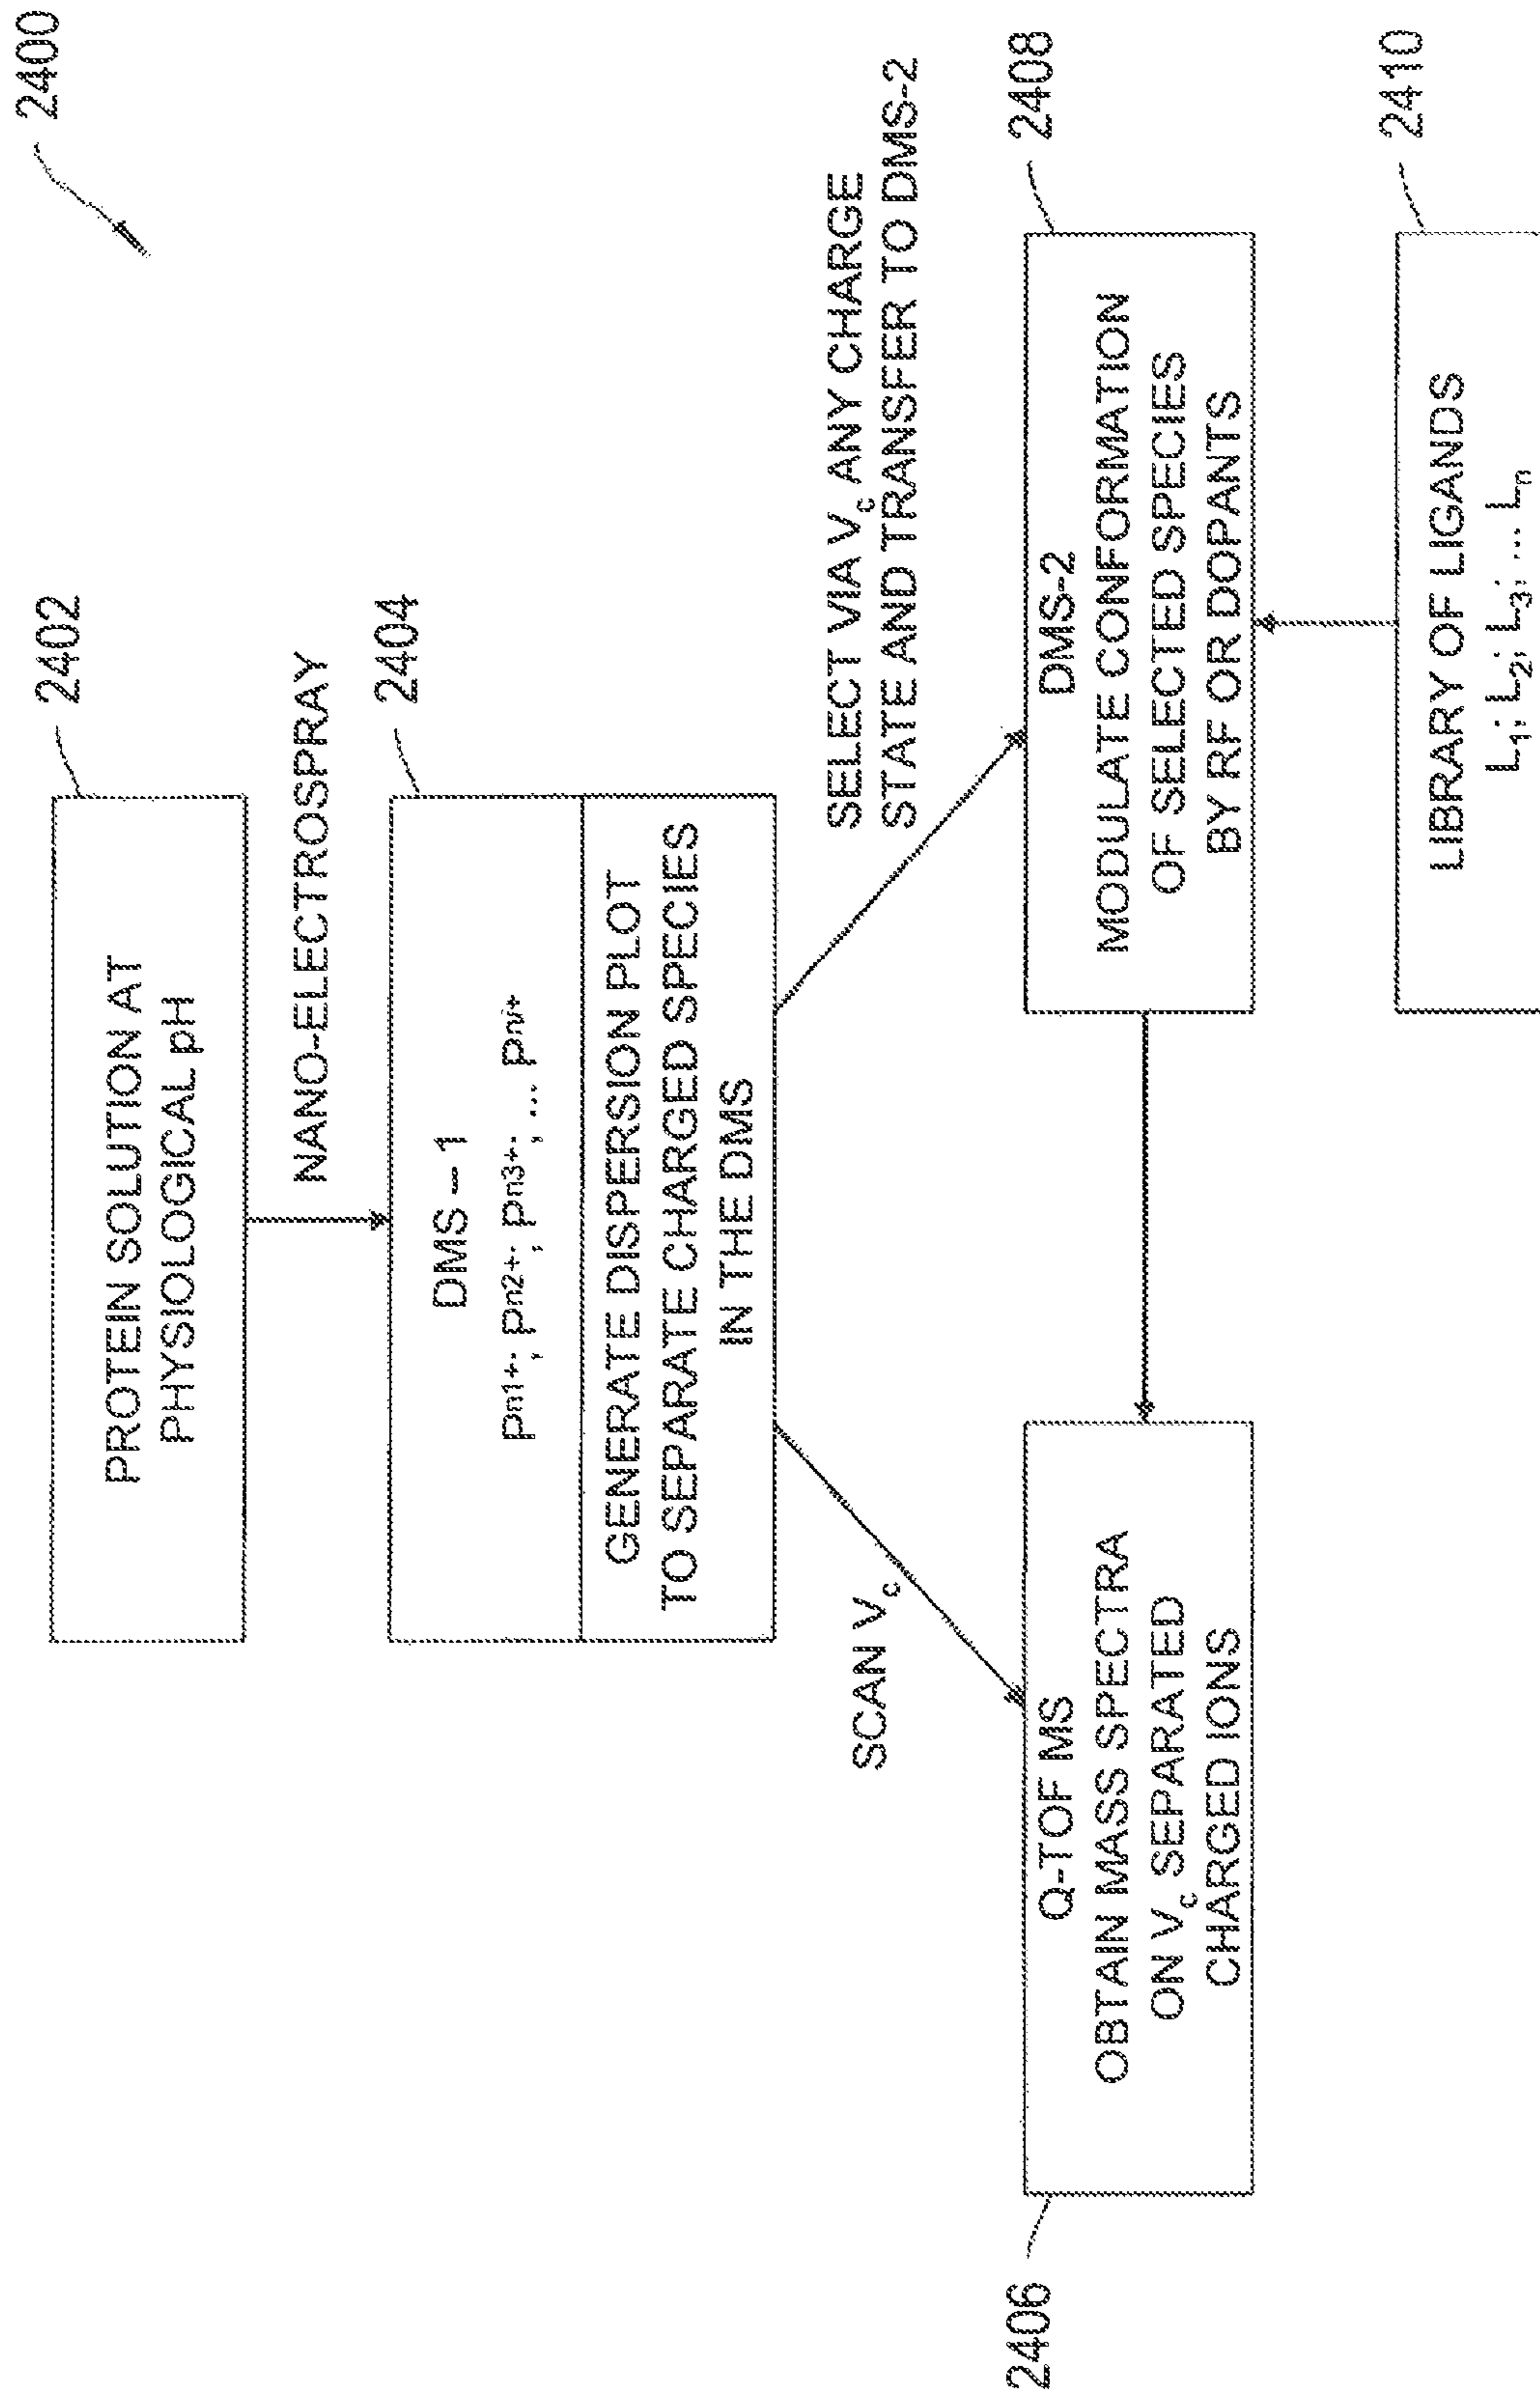 2400
2402
PROTEIN SOLUTION AT
PHYSIOLOGICAL pH
NANO-ELECTROSPRAY
2404
DMS – 1
Pn1+; Pn2+; Pn3+; ... Pni+
GENERATE DISPERSION PLOT
TO SEPARATE CHARGED SPECIES
IN THE DMS
SCAN Vc
SELECT VIA Vc ANY CHARGE
STATE AND TRANSFER TO DMS-2
2406
Q-TOF MS
OBTAIN MASS SPECTRA
ON Vc SEPARATED
CHARGED IONS
2408
DMS-2
MODULATE CONFORMATION
OF SELECTED SPECIES
BY RF OR DOPANTS
2410
LIBRARY OF LIGANDS
L1; L2; L3; ... Ln